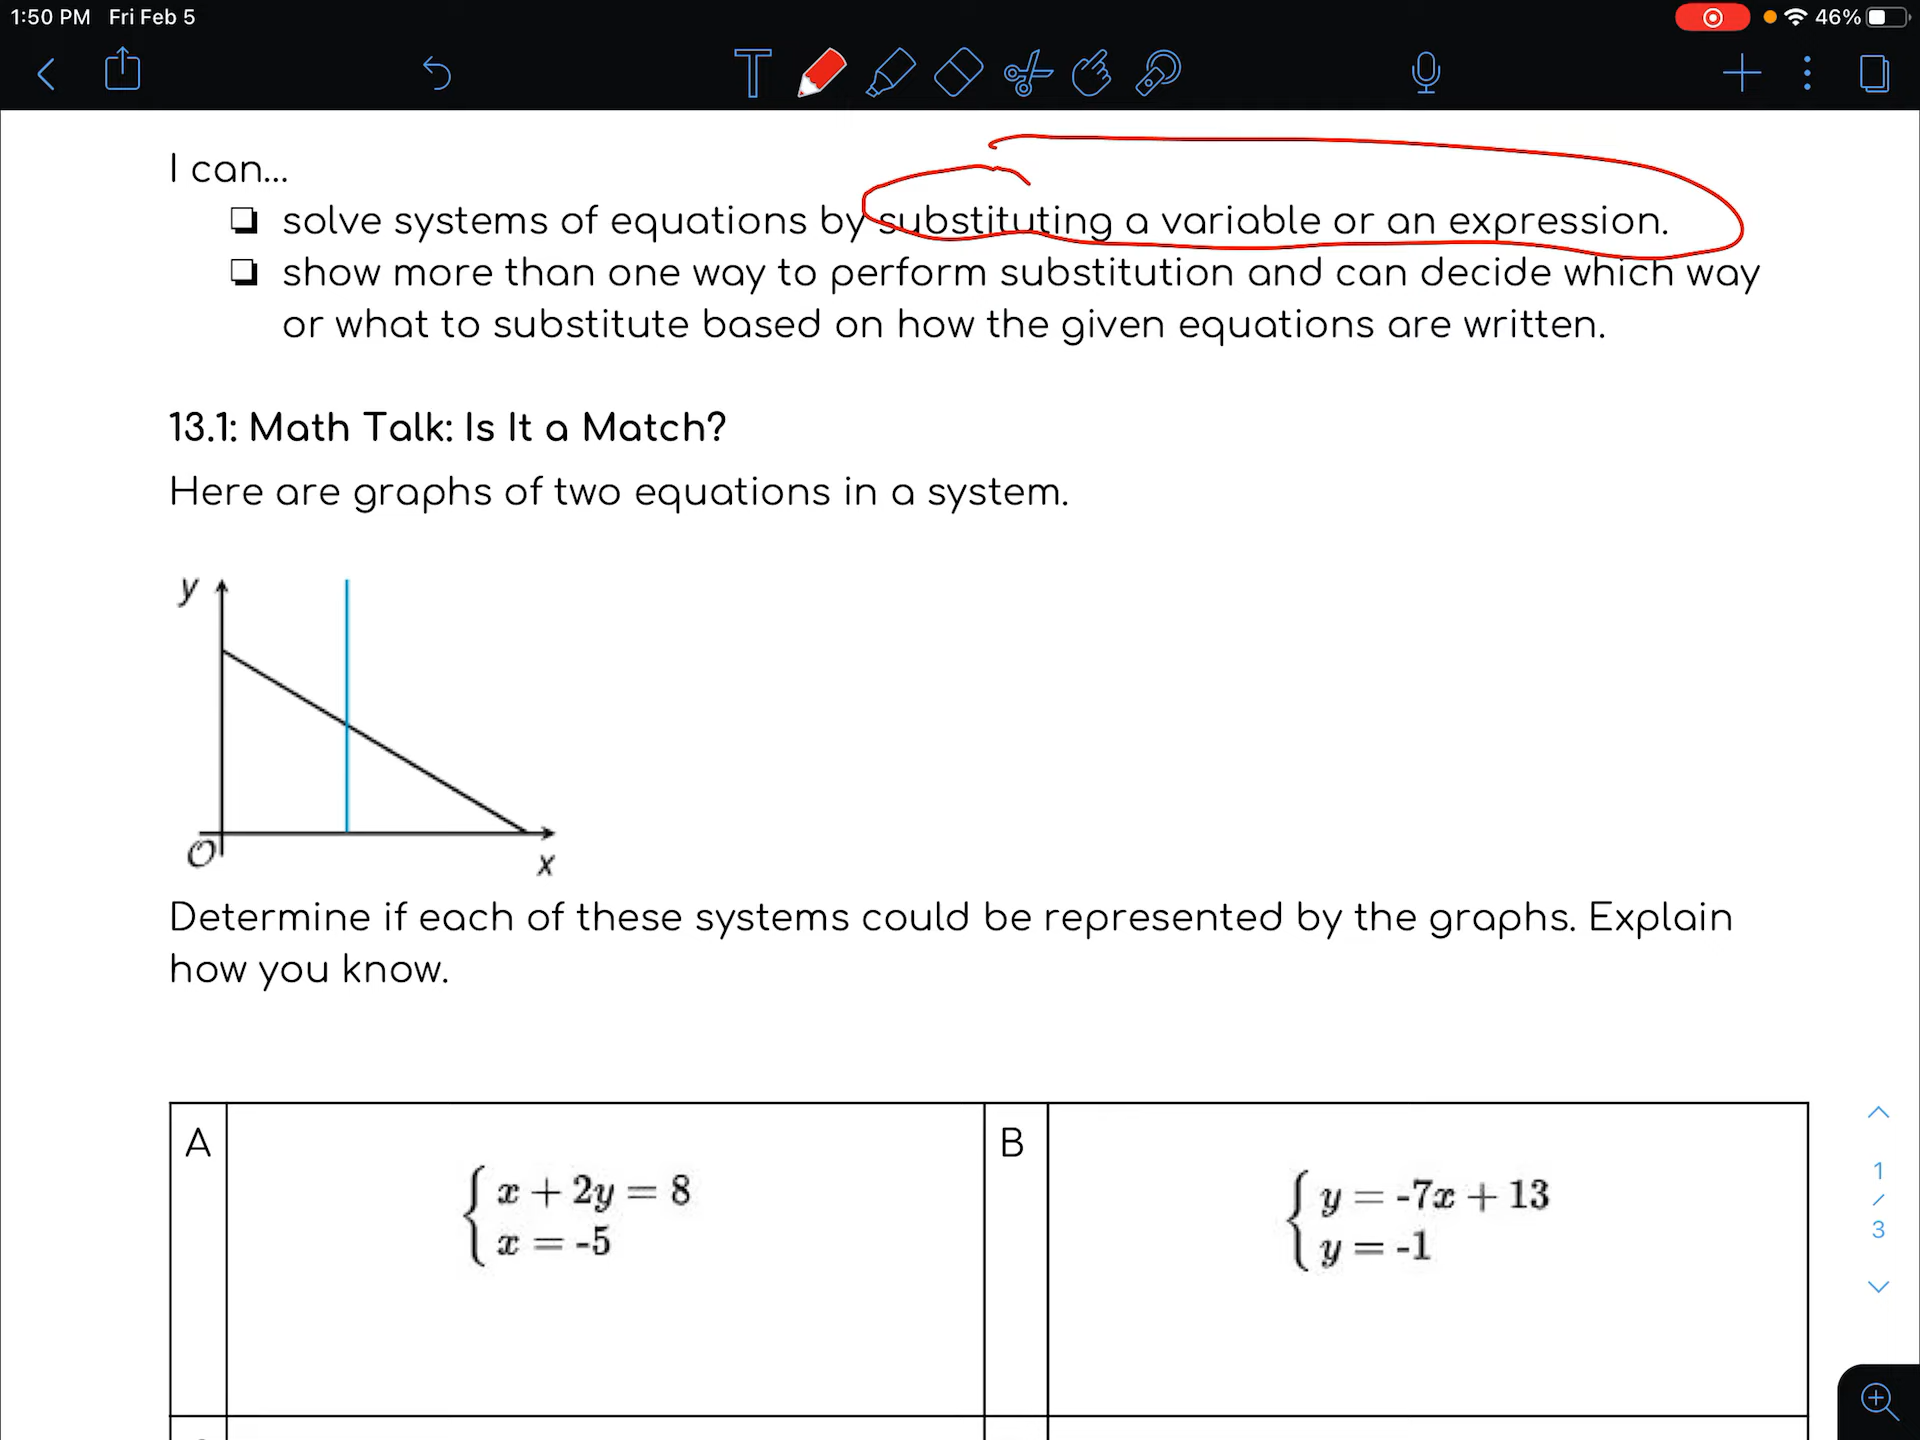 1:50 PM Fri Feb 5
46%
T
I can...
solve systems of equations by substituting a variable or an expression.
show more than one way to perform substitution and can decide which way
or what to substitute based on how the given equations are written.
13.1: Math Talk: Is It a Match?
Here are graphs of two equations in a system.
y
O
x
Determine if each of these systems could be represented by the graphs. Explain
how you know.
A
x + 2y = 8
x = -5
B
y = -7x + 13
y = -1
1
/
3